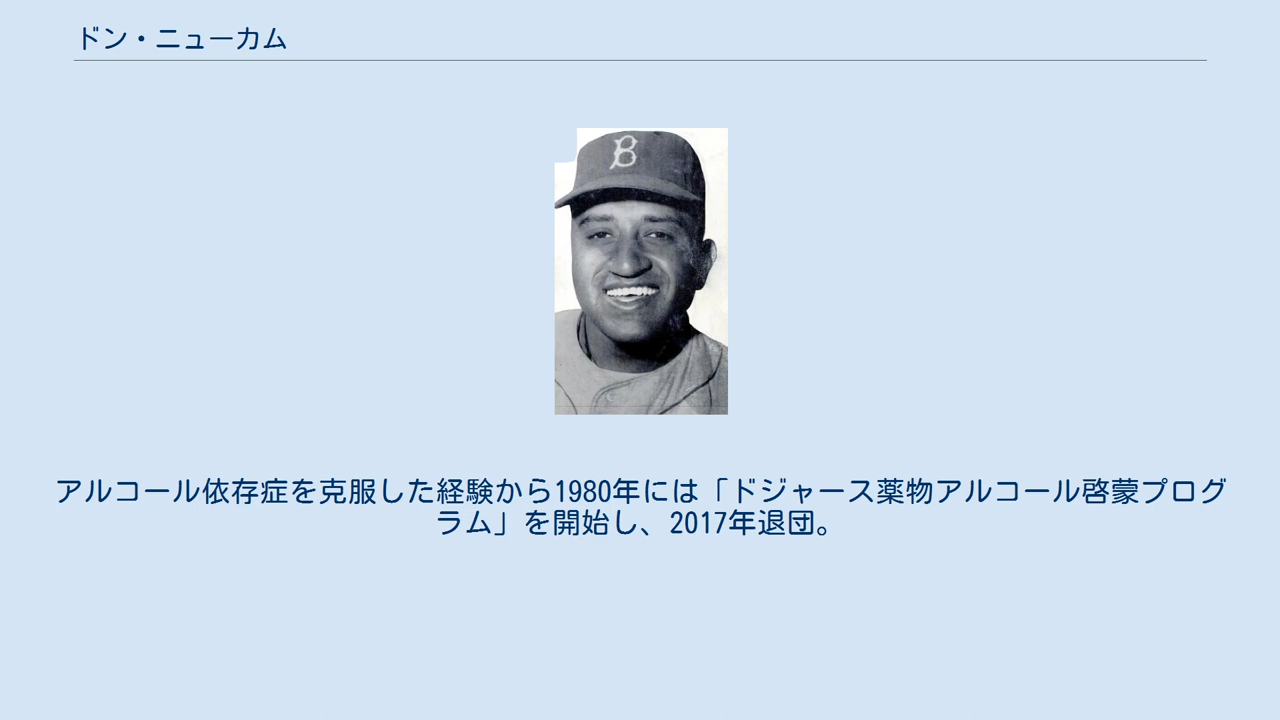 ドン・ニューカム
B
アルコール依存症を克服した経験から1980年には「ドジャース薬物アルコール啓蒙プログ
ラム」を開始し、2017年退団。